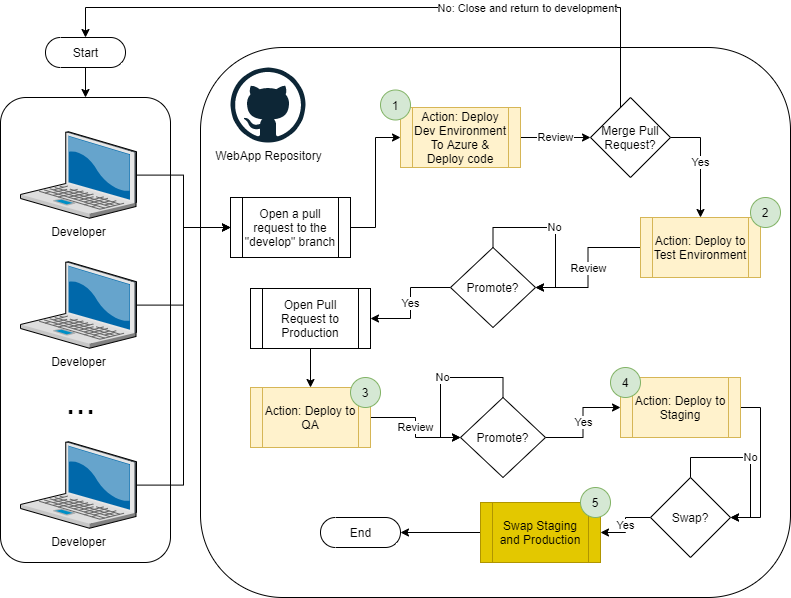 No: Close and return to development
Start
WebApp Repository
1
Action: Deploy
Dev Environment
To Azure &
Deploy code
Review
Merge Pull
Request?
Yes
Developer
Open a pull
request to the
"develop" branch
2
Action: Deploy to
Test Environment
Review
No
Promote?
Yes
Open Pull
Request to
Production
Developer
...
3
Action: Deploy to
QA
Review
No
Promote?
Yes
4
Action: Deploy to
Staging
No
Swap?
Yes
5
Swap Staging
and Production
End
Developer